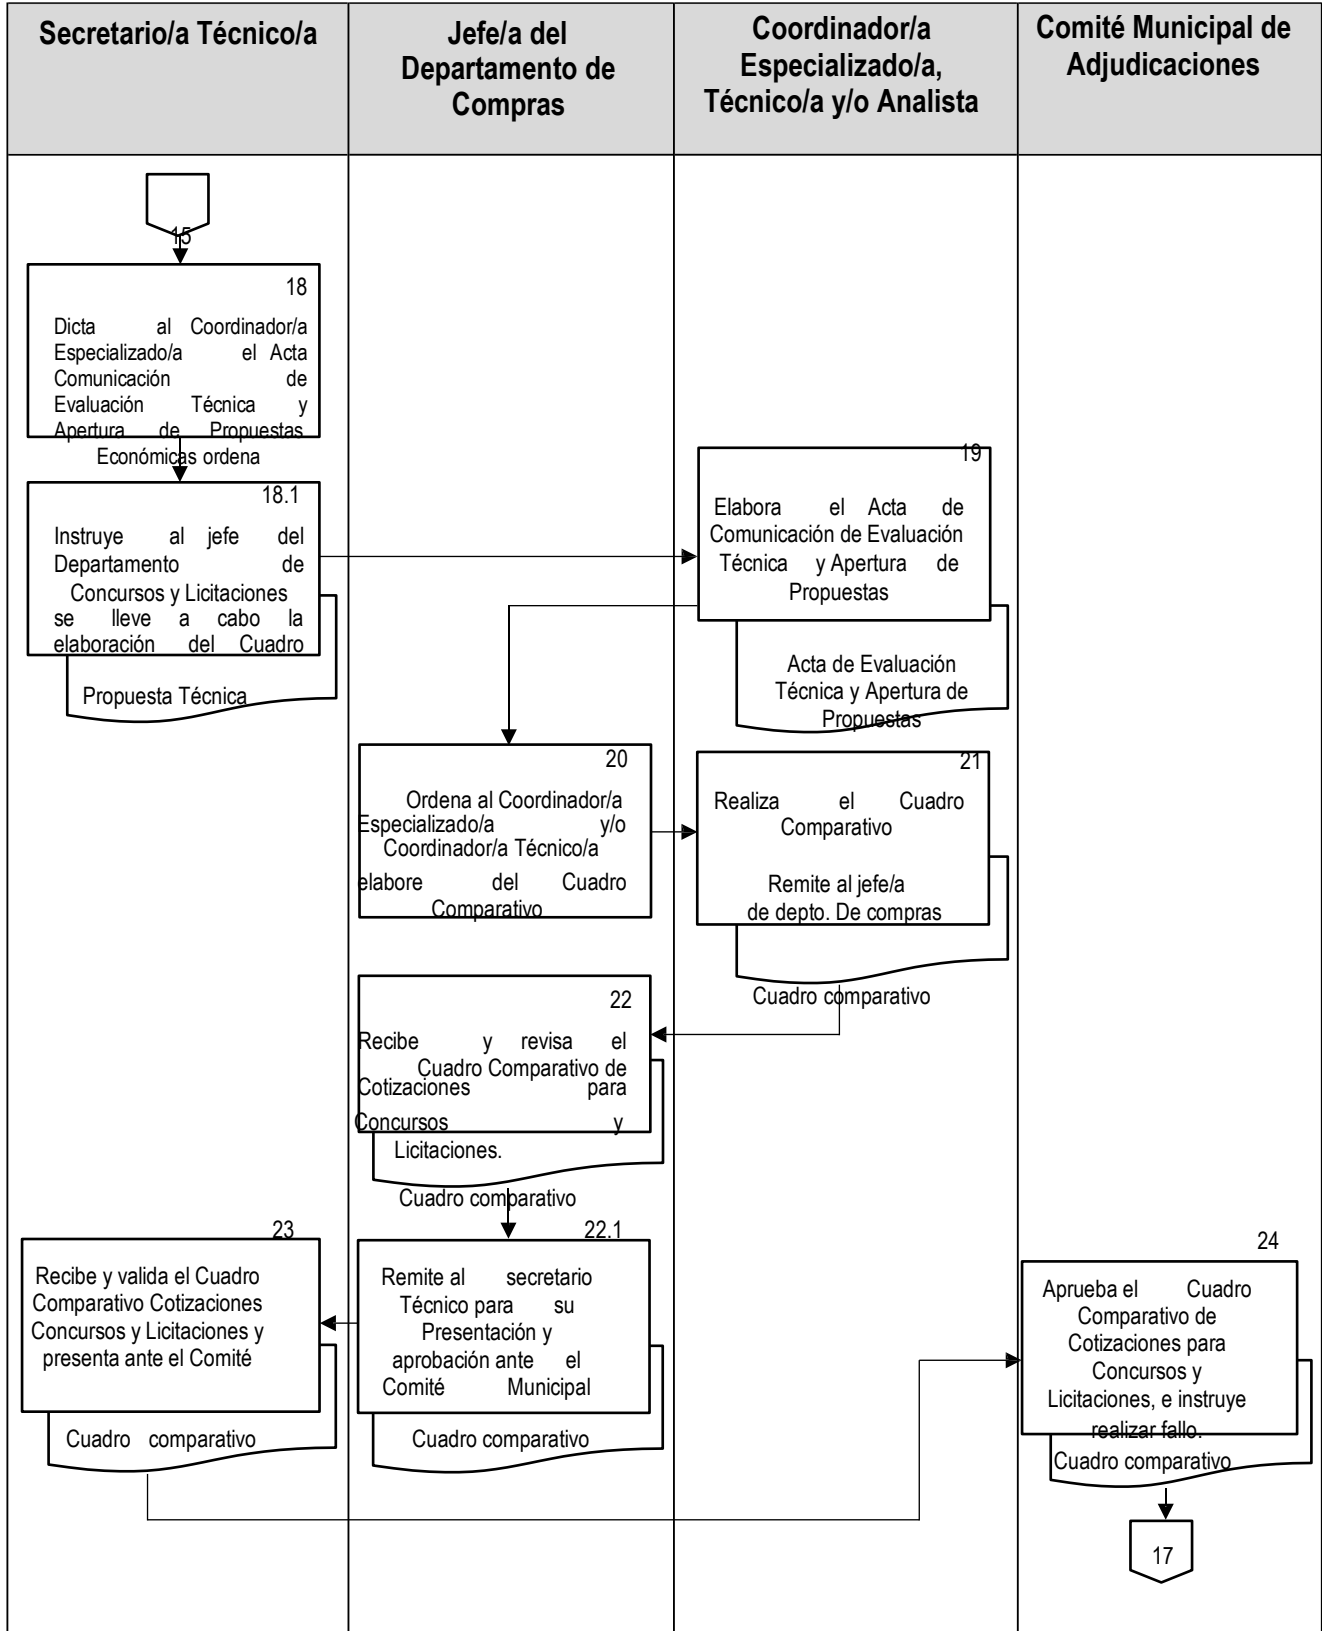 Secretario/a Técnico/a
Jefe/a del
Departamento de
Compras
Coordinador/a
Especializado/a,
Técnico/a y/o Analista
Comité Municipal de
Adjudicaciones
15
18
Dicta al Coordinador/a
Especializado/a el Acta
Comunicación de
Evaluación Técnica y
Apertura de Propuestas
Económicas ordena
18.1
Instruye al jefe del
Departamento de
Concursos y Licitaciones
se lleve a cabo la
elaboración del Cuadro
Propuesta Técnica
19
Elabora el Acta de
Comunicación de Evaluación
Técnica y Apertura de
Propuestas
Acta de Evaluación
Técnica y Apertura de
Propuestas
20
Ordena al Coordinador/a
Especializado/a y/o
Coordinador/a Técnico/a
elabore del Cuadro
Comparativo
21
Realiza el Cuadro
Comparativo
Remite al jefe/a
de depto. De compras
Cuadro comparativo
22
Recibe y revisa el
Cuadro Comparativo de
Cotizaciones para
Concursos y
Licitaciones.
Cuadro comparativo
22.1
Remite al secretario
Técnico para su
Presentación y
aprobación ante el
Comité Municipal
Cuadro comparativo
23
Recibe y valida el Cuadro
Comparativo Cotizaciones
Concursos y Licitaciones y
presenta ante el Comité
Cuadro comparativo
24
Aprueba el Cuadro
Comparativo de
Cotizaciones para
Concursos y
Licitaciones, e instruye
realizar fallo.
Cuadro comparativo
17